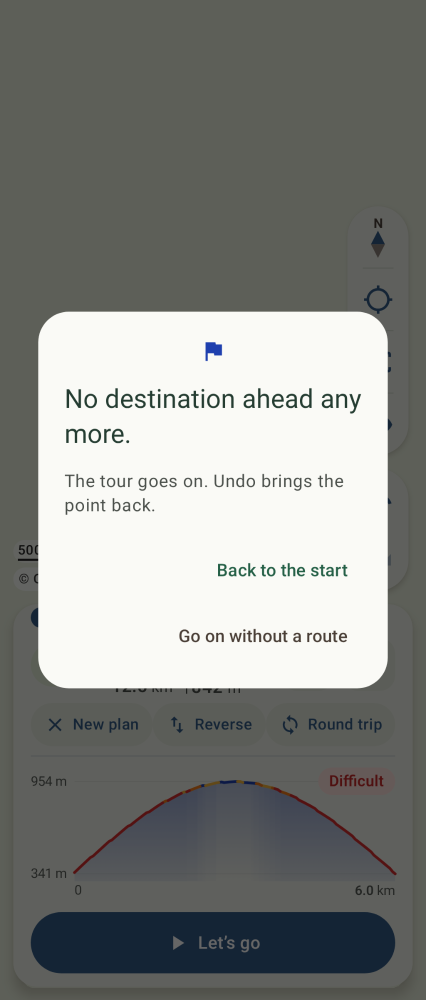 N
No destination ahead any
more.
The tour goes on. Undo brings the
point back.
500
Back to the start
©
Go on without a route
New plan
Reverse
Round trip
954 m
Difficult
341 m
0
6.0 km
Let's go